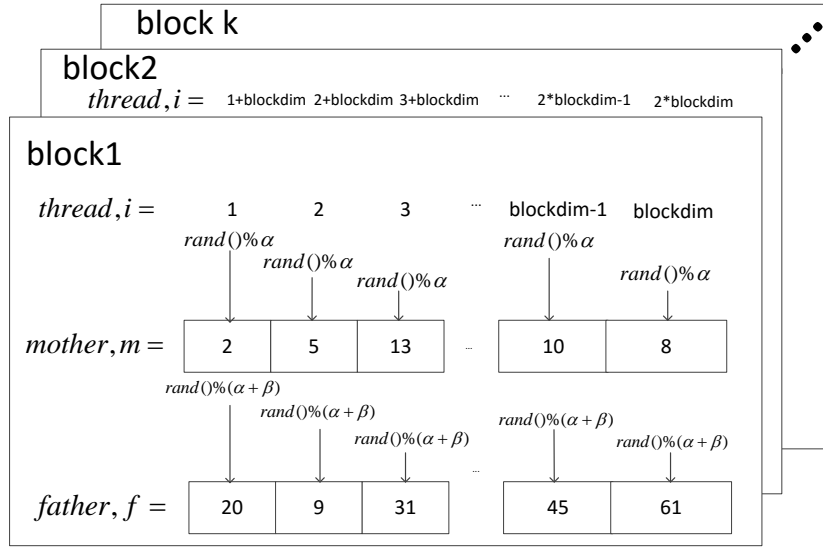 block k
block2
thread, i = 1+blockdim 2+blockdim 3+blockdim ... 2*blockdim-1 2*blockdim
block1
thread, i = 1 2 3 ... blockdim-1 blockdim
rand()%α rand()%α rand()%α rand()%α rand()%α
mother, m = 2 5 13 ... 10 8
rand()%(α + β) rand()%(α + β) rand()%(α + β) rand()%(α + β) rand()%(α + β)
...
father, f = 20 9 31 45 61